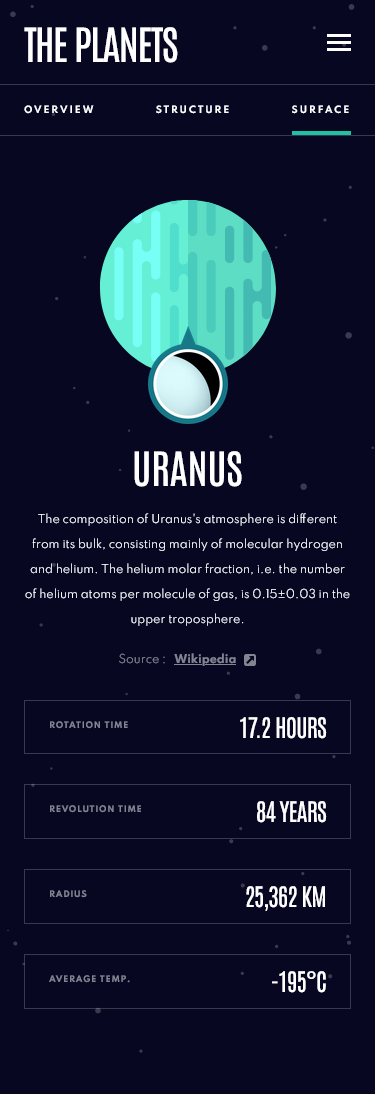 THE PLANETS
OVERVIEW STRUCTURE SURFACE
URANUS
The composition of Uranus's atmosphere is different
from its bulk, consisting mainly of molecular hydrogen
and helium. The helium molar fraction, i.e. the number
of helium atoms per molecule of gas, is 0.15±0.03 in the
upper troposphere.
Source : Wikipedia
ROTATION TIME 17.2 HOURS
REVOLUTION TIME 84 YEARS
RADIUS 25,362 KM
AVERAGE TEMP. -195°C